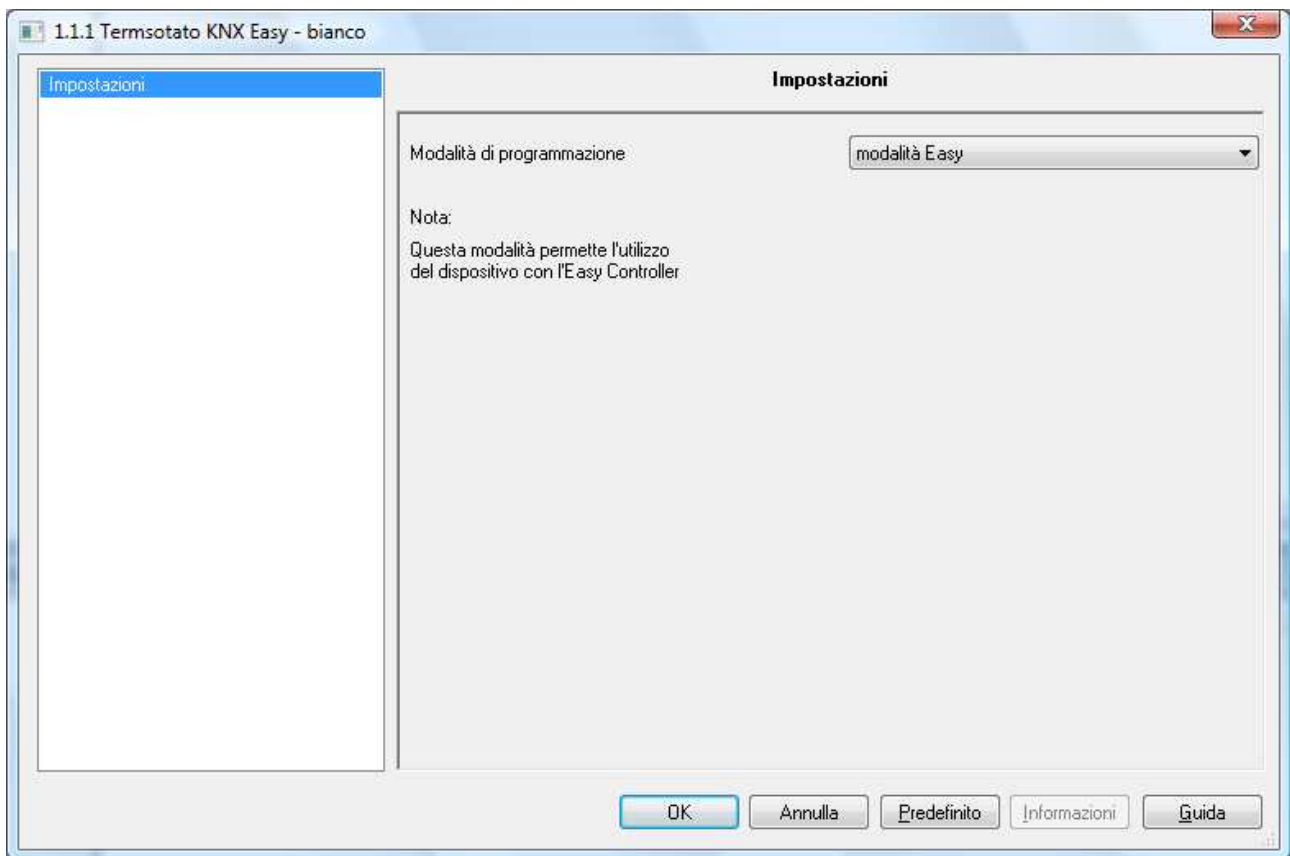 1.1.1 Termsotato KNX Easy - bianco
Impostazioni
Impostazioni
Modalità di programmazione
modalità Easy
Nota:
Questa modalità permette l'utilizzo
del dispositivo con l'Easy Controller
OK
Annulla
Predefinito
Informazioni
Guida